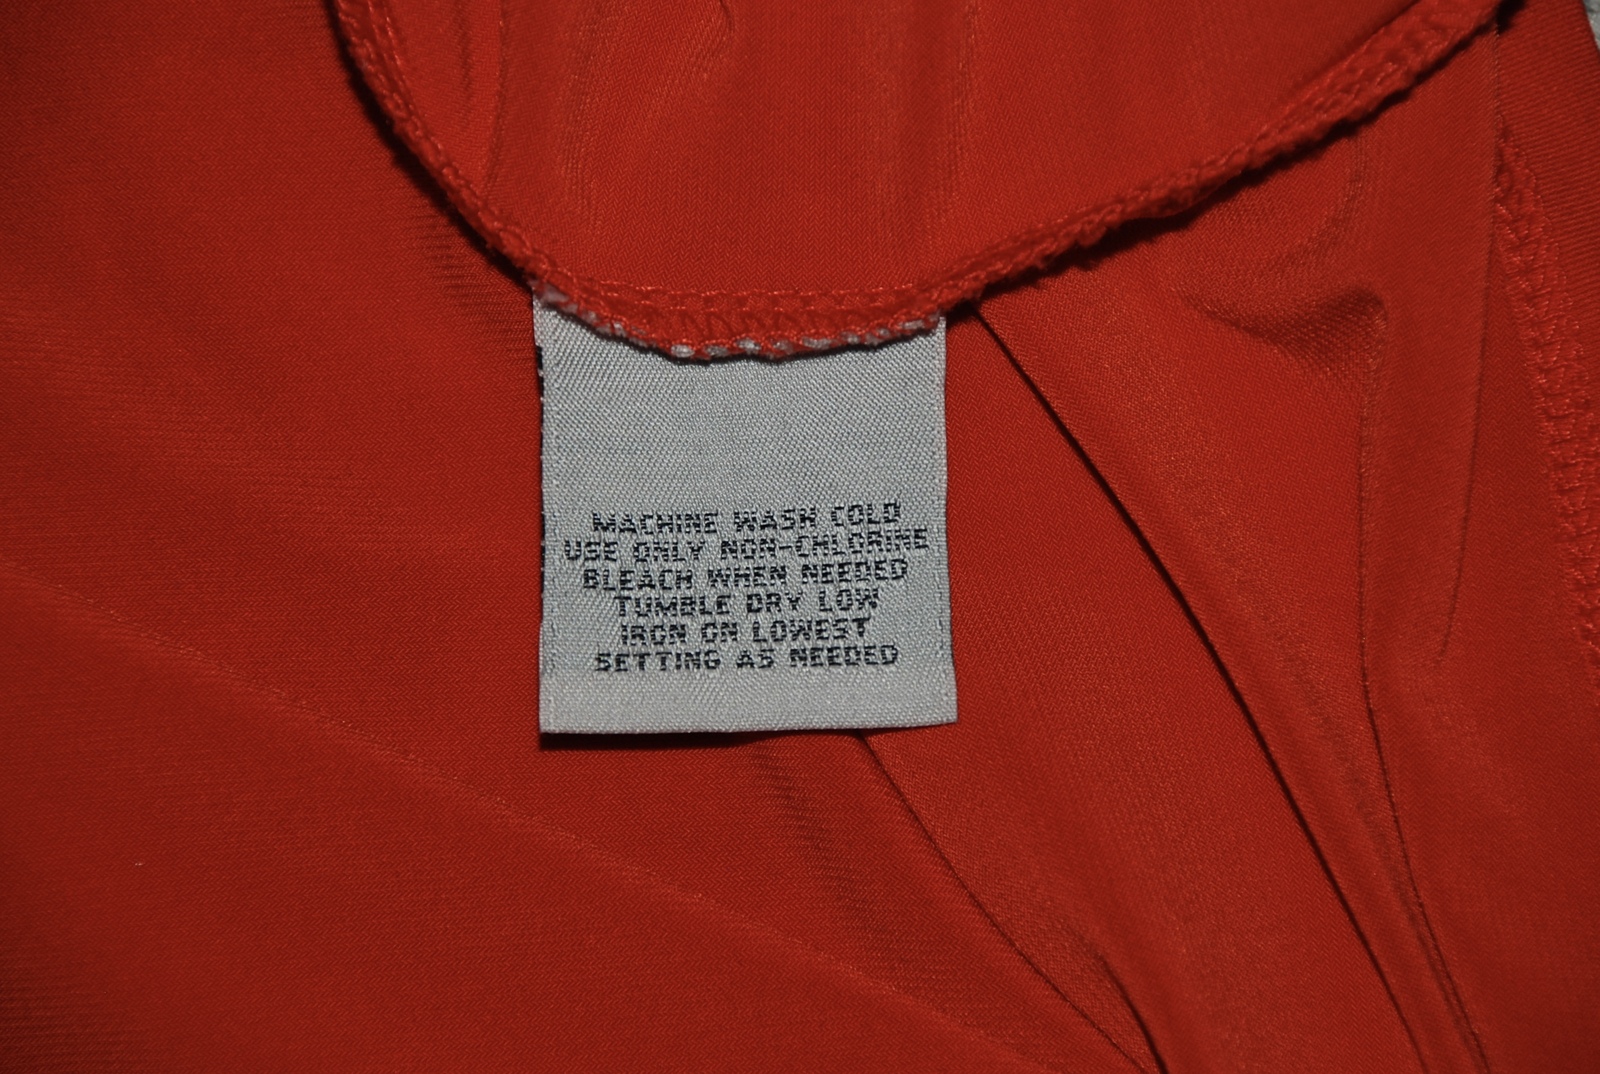 MACHINE WASH COLD
USE ONLY NON-CHLORINE
BLEACH WHEN NEEDED
TUMBLE DRY LOW
IRON ON LOWEST
SETTING AS NEEDED